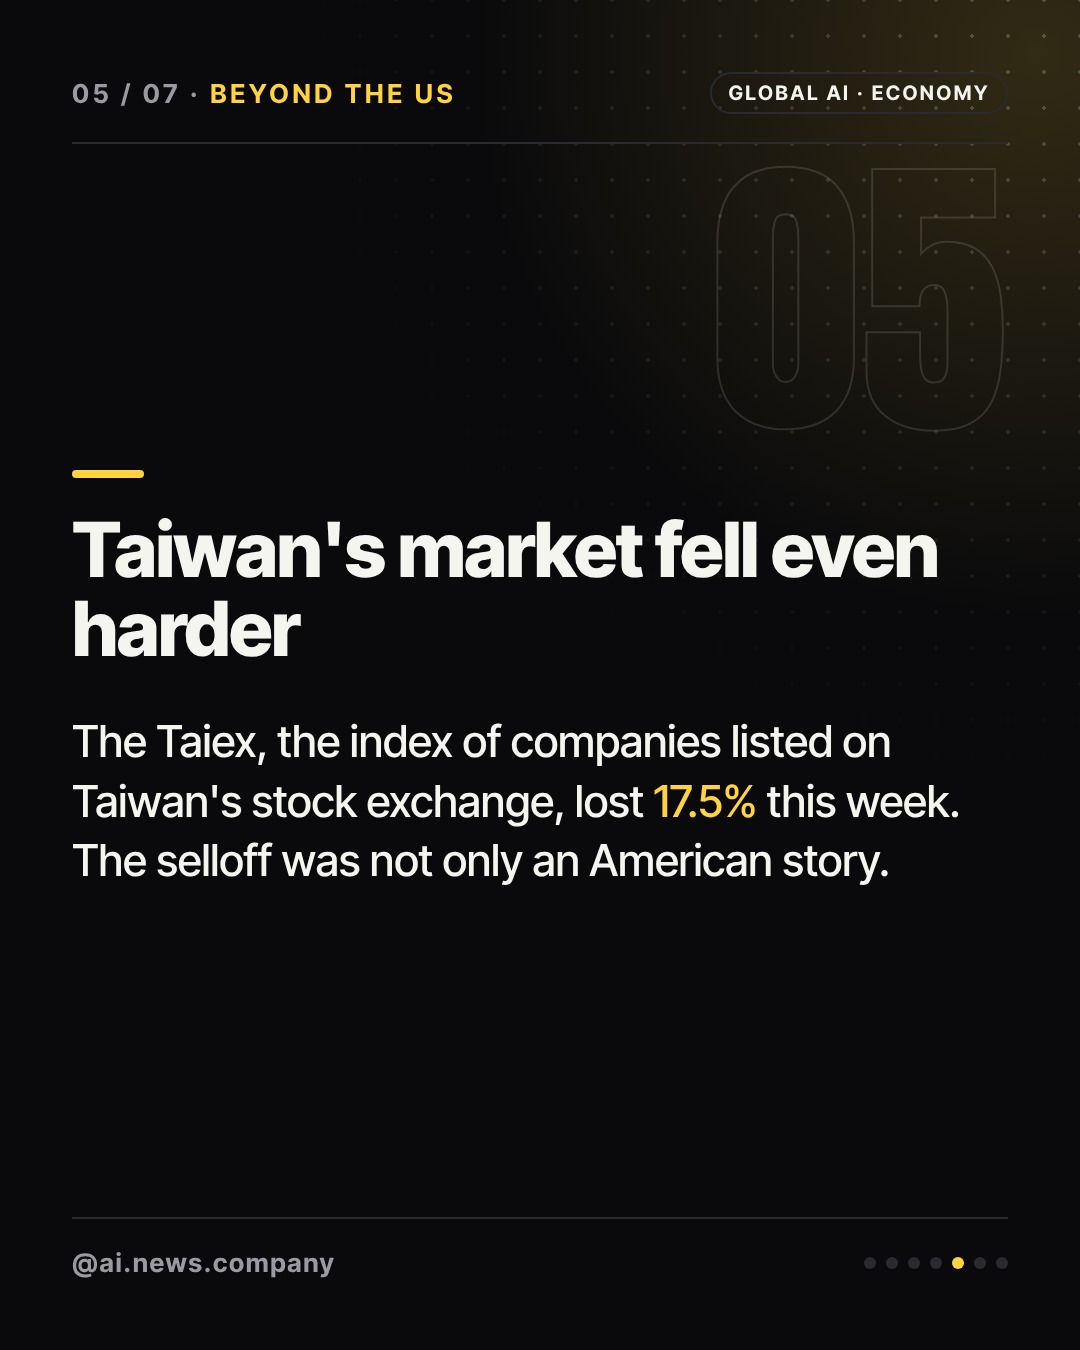 05 / 07 · BEYOND THE US
GLOBAL AI · ECONOMY
05
Taiwan's market fell even
harder
The Taiex, the index of companies listed on
Taiwan's stock exchange, lost 17.5% this week.
The selloff was not only an American story.
@ai.news.company